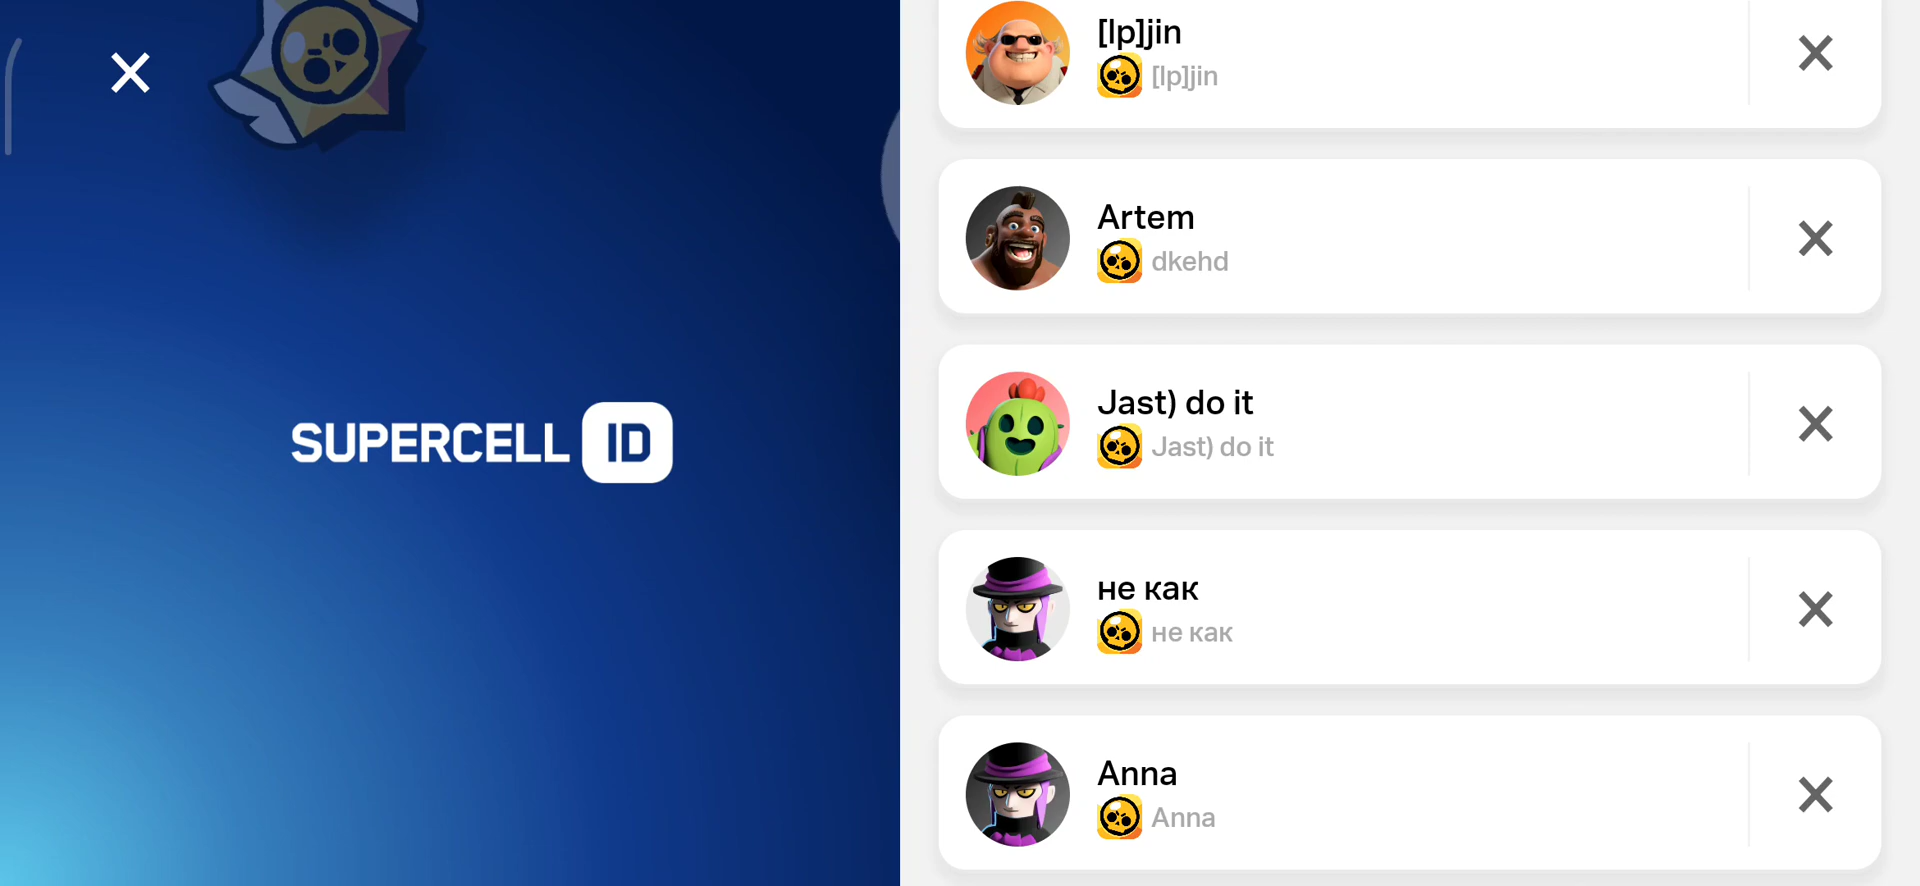 SUPERCELL ID
[lp]jin
[lp]jin
Artem
dkehd
Jast) do it
Jast) do it
не как
не как
Anna
Anna